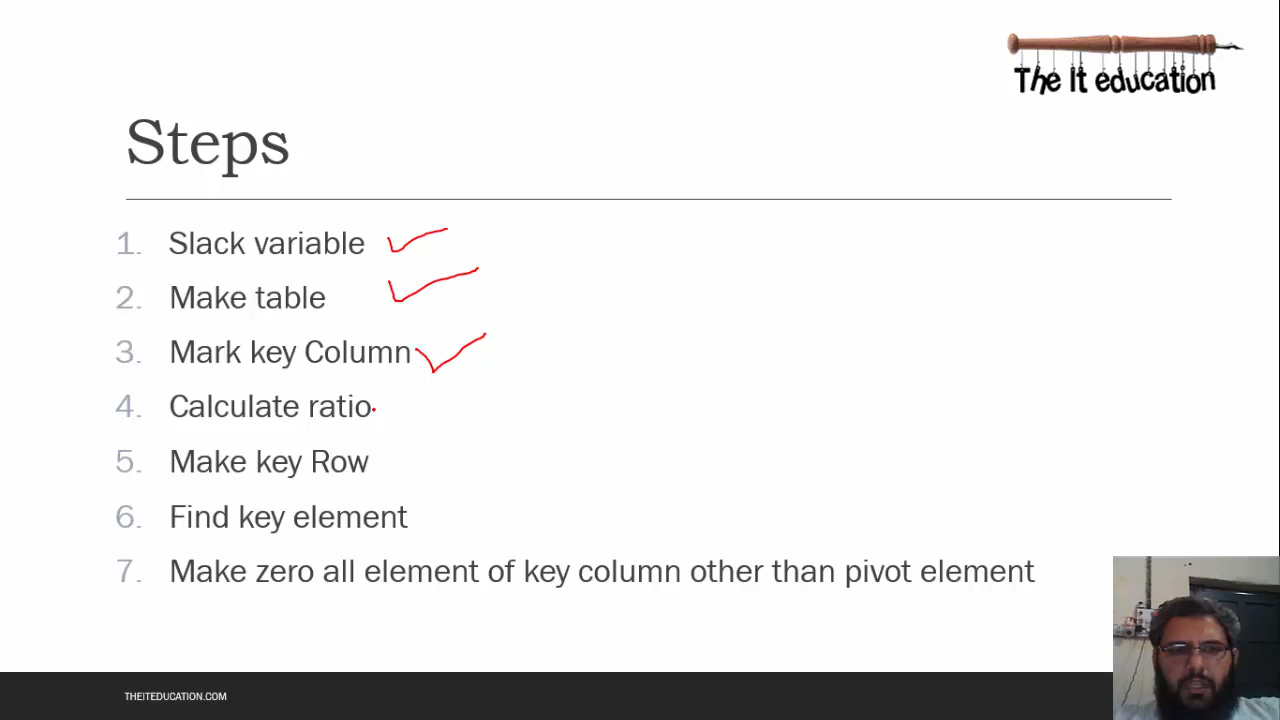 The It education
Steps
1. Slack variable
2. Make table
3. Mark key Column
4. Calculate ratio
5. Make key Row
6. Find key element
7. Make zero all element of key column other than pivot element
THEITEDUCATION.COM